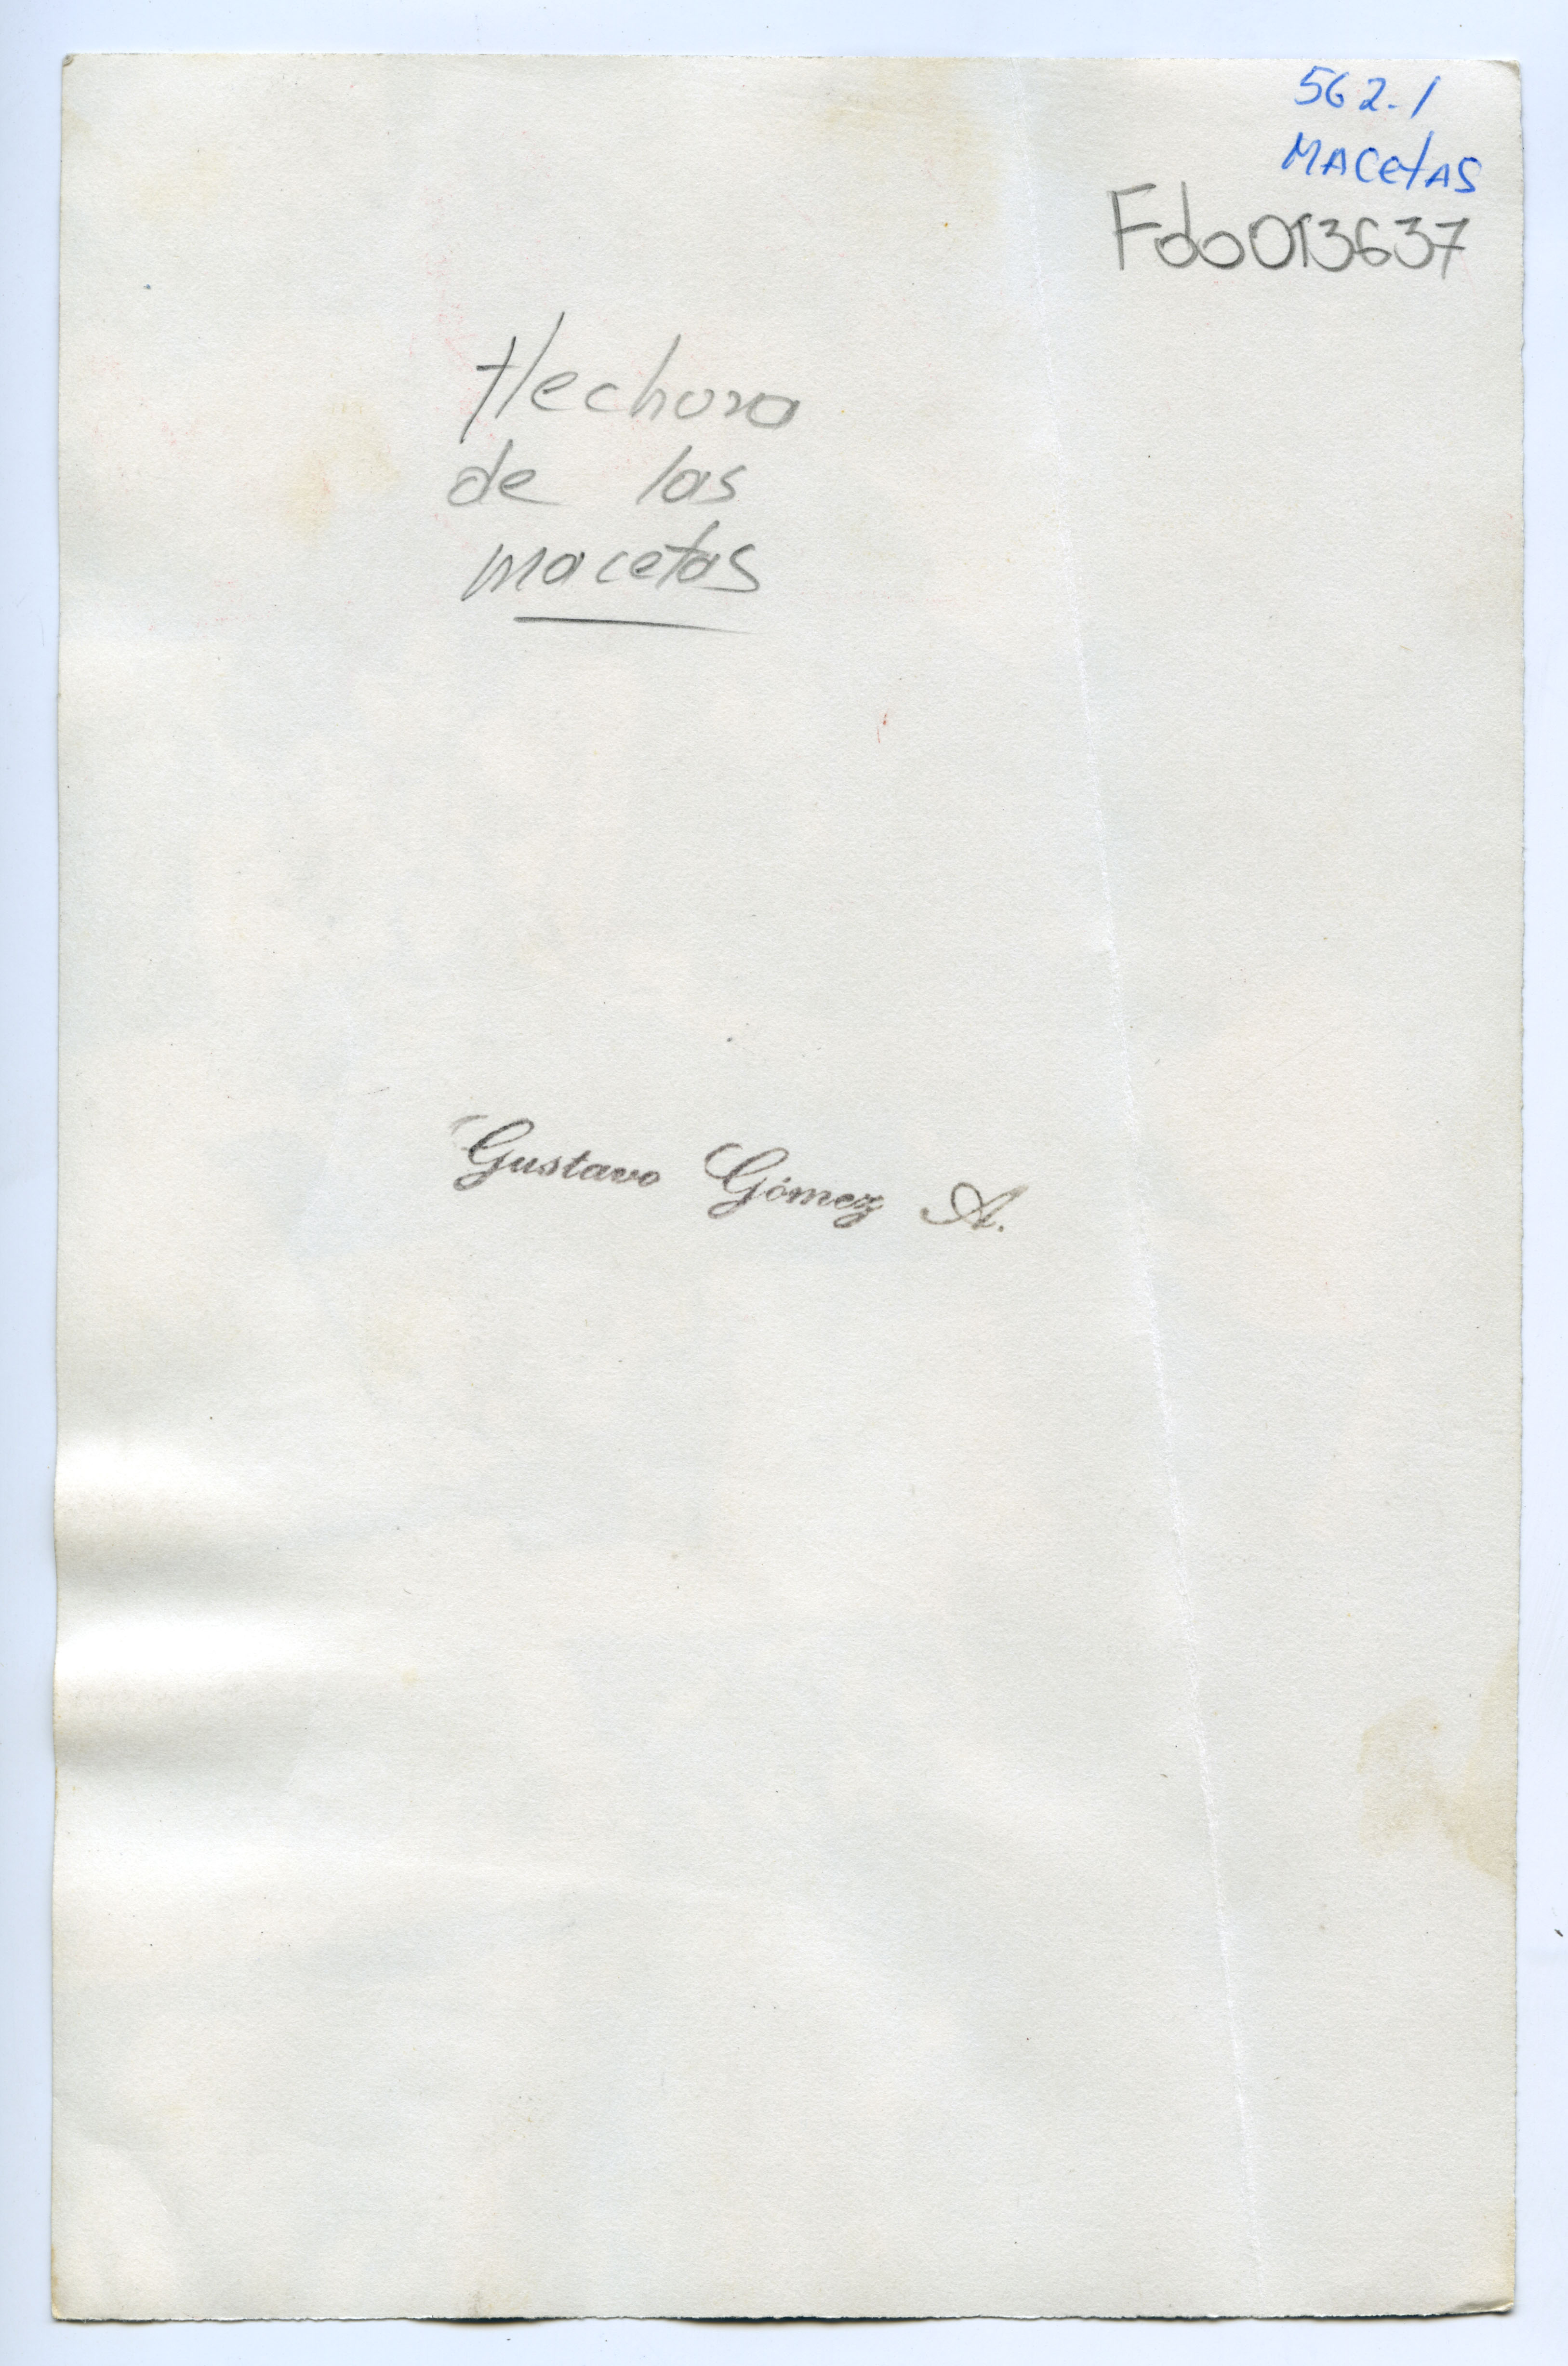 562-1
MACetAS
Fdo013637
Hechura
de las
macetas
Gustavo Gómez A.